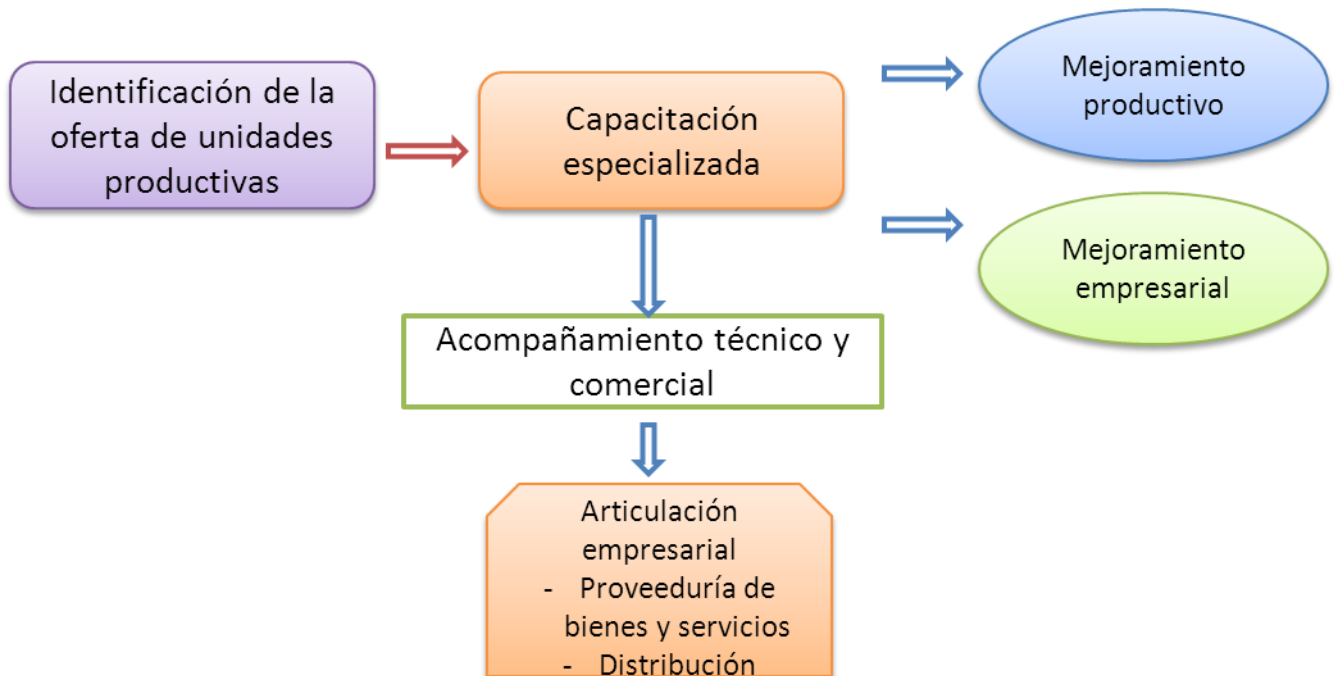 Identificación de la
oferta de unidades
productivas
Capacitación
especializada
Mejoramiento
productivo
Mejoramiento
empresarial
Acompañamiento técnico y
comercial
Articulación
empresarial
- Proveeduría de
bienes y servicios
- Distribución